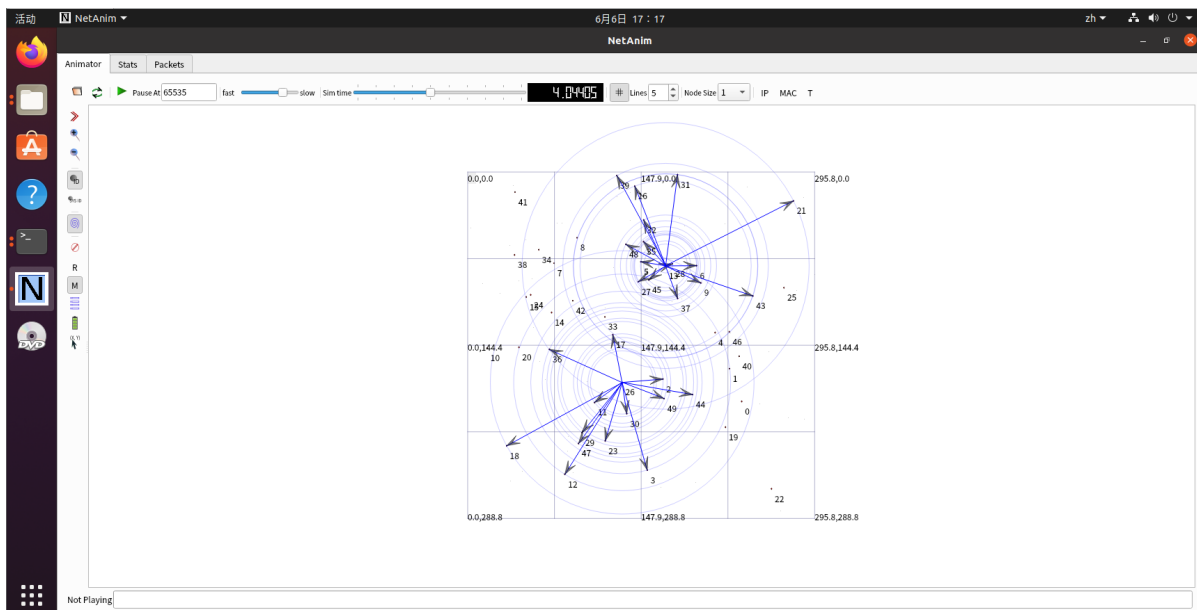 活动 NetAnim 6月6日 17：17 zh
NetAnim
Animator Stats Packets
Pause At 65535 fast slow Sim time 4.04405 # Lines 5 Node Size 1 IP MAC T
R
M
0.0,0.0 147.9,0.0 295.8,0.0
39 31
16
41 21
32
8 48 35
38 34 7 5 13 28 6
27 45 9 25
15 24 37 43
42
14 33
17 4 46
0.0,144.4 147.9,144.4 295.8,144.4
10 20 36 40
1
26 2
11 49 44 0
30
29 19
47 23
18
12 3
22
0.0,288.8 147.9,288.8 295.8,288.8
DVD
Not Playing